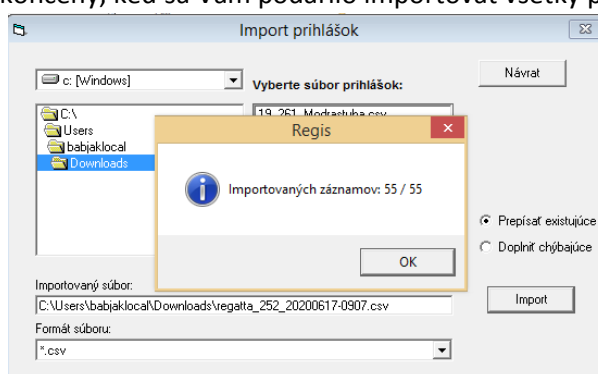 končený, keď sa Vám podarilo importovať všetky p
Import prihlášok
c: [Windows]
Vyberte súbor prihlášok:
Návrat
C:\
Users
babjaklocal
Downloads
19_261_Modrastuha.csv
Regis
Importovaných záznamov: 55 / 55
OK
Prepísať existujúce
Doplniť chýbajúce
Importovaný súbor:
C:\Users\babjaklocal\Downloads\regatta_252_20200617-0907.csv
Import
Formát súboru:
*.csv